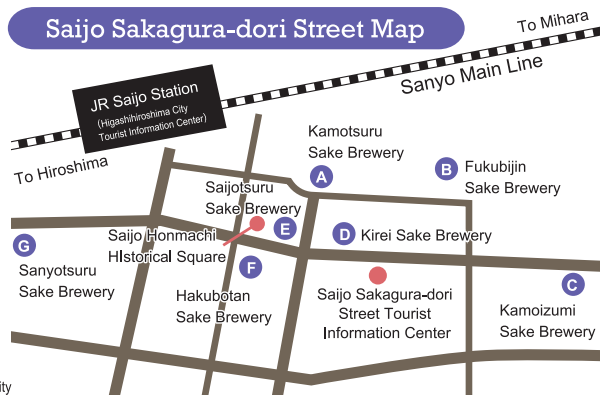 Saijo Sakagura-dori Street Map
To Mihara
Sanyo Main Line
JR Saijo Station
(Higashihiroshima City
Tourist Information Center)
To Hiroshima
Kamotsuru
Sake Brewery
A
B
Fukubijin
Sake Brewery
Saijotsuru
Sake Brewery
E
D
Kirei Sake Brewery
Saijo Honmachi
HIstorical Square
G
Sanyotsuru
Sake Brewery
F
Hakubotan
Sake Brewery
Saijo Sakagura-dori
Street Tourist
Information Center
C
Kamoizumi
Sake Brewery
ity